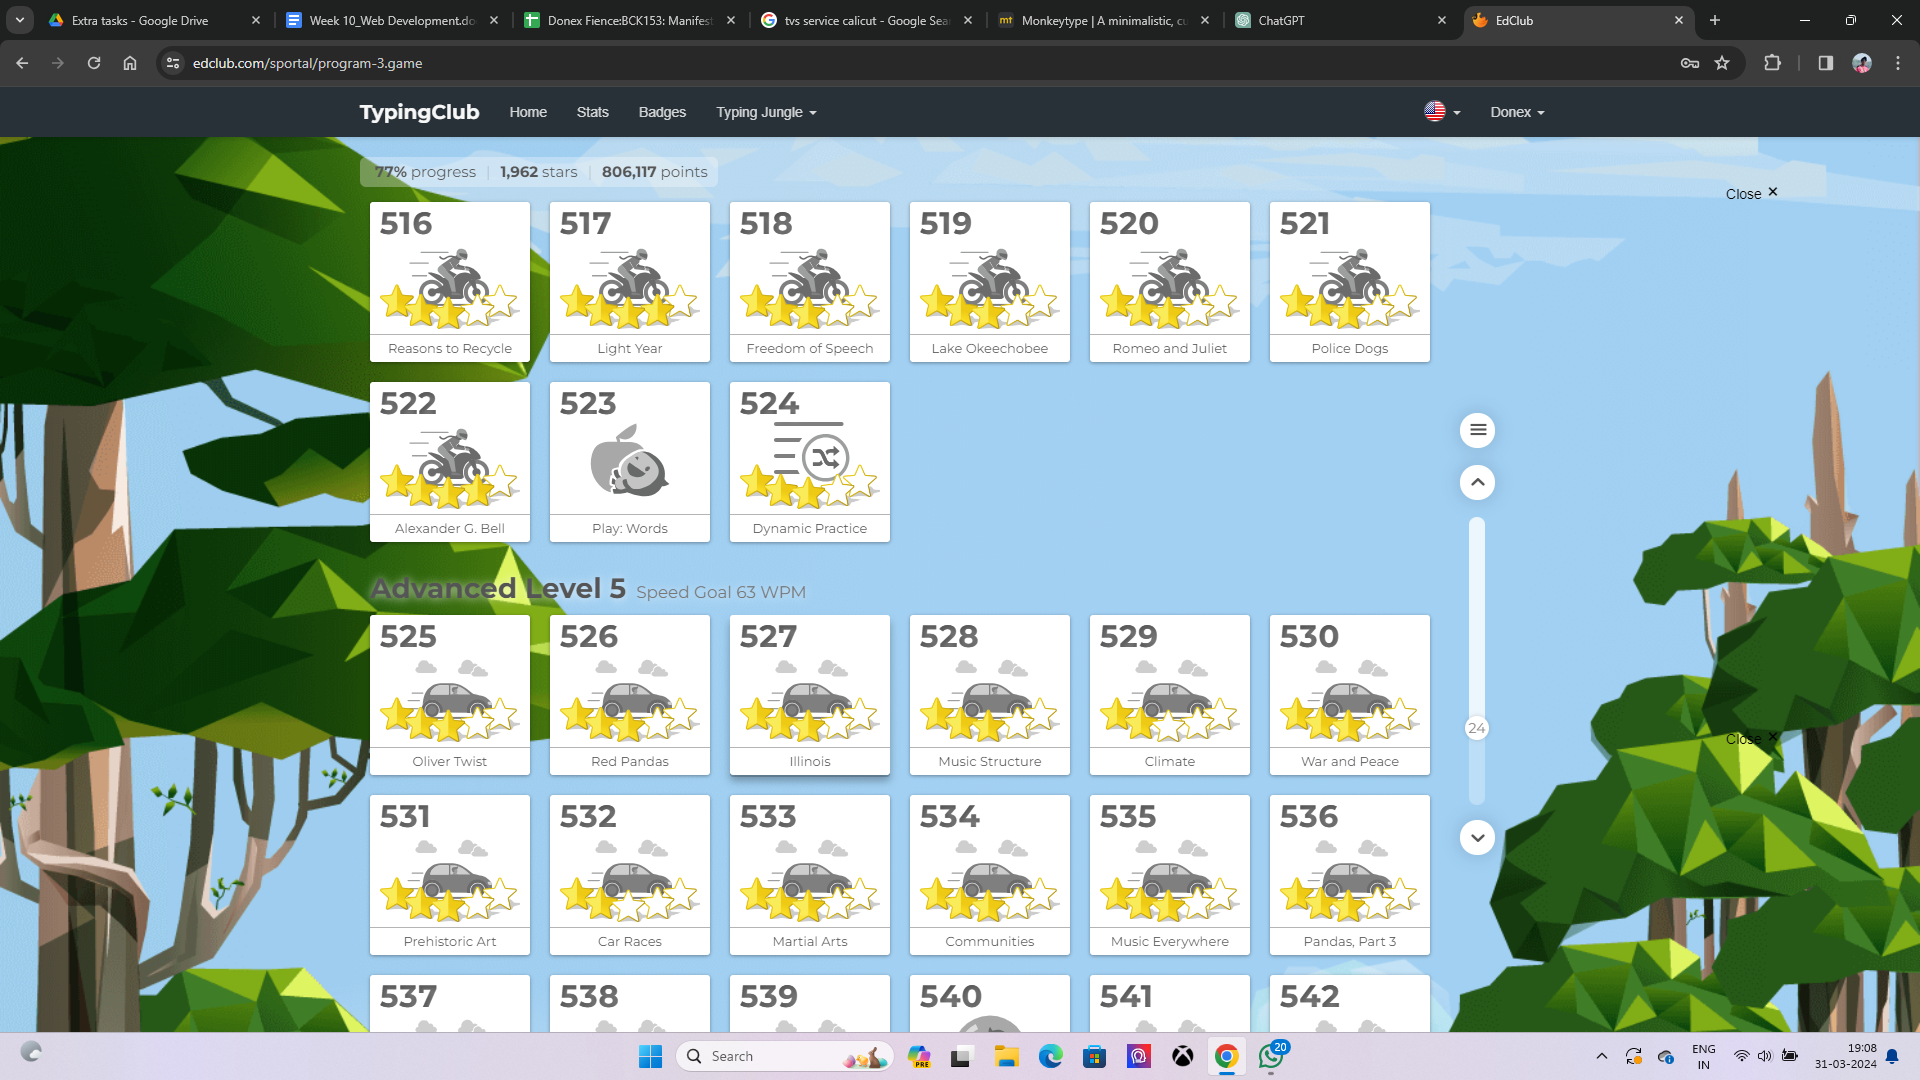 Extra tasks - Google Drive
Week 10_Web Development.do
Donex Fience:BCK153: Manifest
tvs service calicut - Google Sea
Monkeytype | A minimalistic, cu
ChatGPT
EdClub
edclub.com/sportal/program-3.game
TypingClub
Home
Stats
Badges
Typing Jungle
Donex
77% progress | 1,962 stars | 806,117 points
Close
516
517
518
519
520
521
Reasons to Recycle
Light Year
Freedom of Speech
Lake Okeechobee
Romeo and Juliet
Police Dogs
522
523
524
Alexander G. Bell
Play: Words
Dynamic Practice
Advanced Level 5 Speed Goal 63 WPM
525
526
527
528
529
530
Oliver Twist
Red Pandas
Illinois
Music Structure
Climate
War and Peace
24
Close
531
532
533
534
535
536
Prehistoric Art
Car Races
Martial Arts
Communities
Music Everywhere
Pandas, Part 3
537
538
539
540
541
542
Search
PRE
20
ENG
IN
19:08
31-03-2024